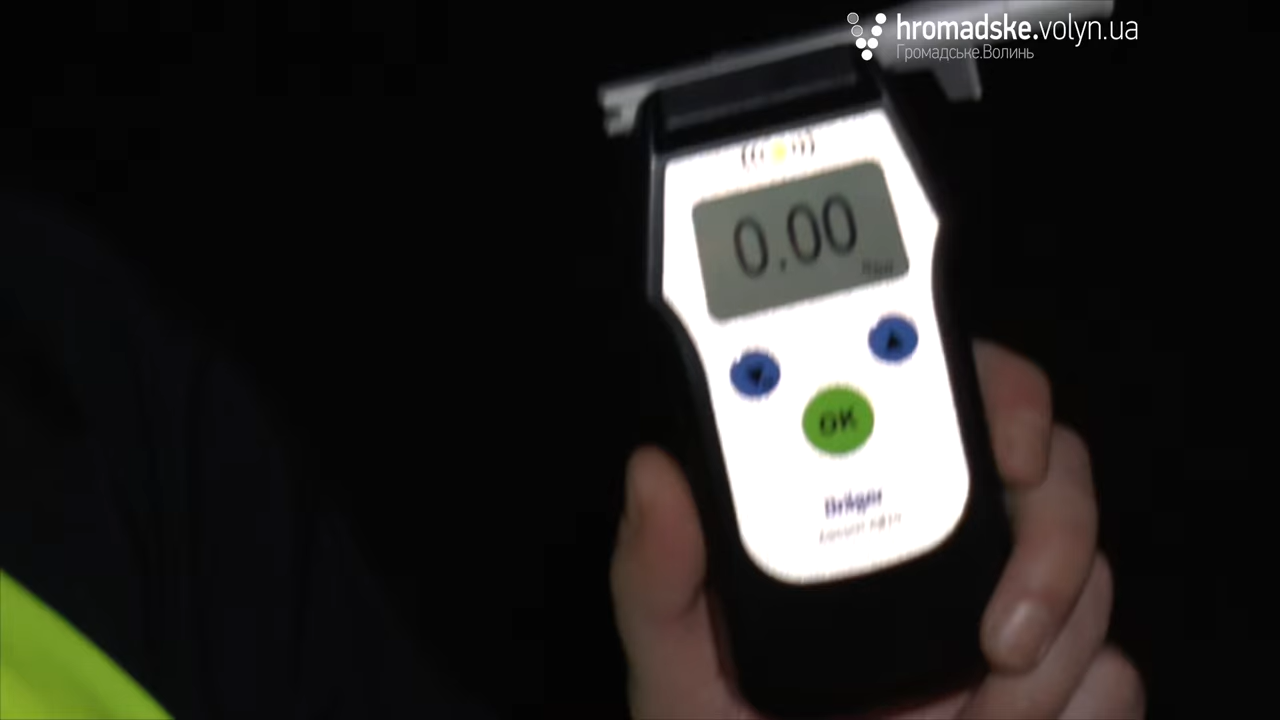 hromadske.volyn.ua
Громадське.Волинь
0.00
OK
Dräger